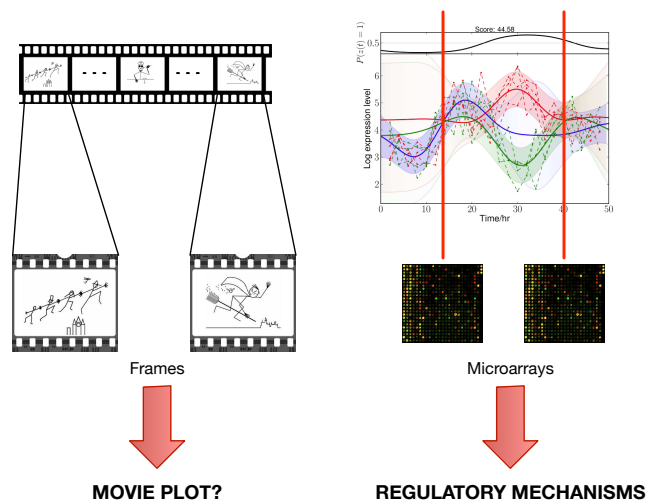 Score: 44.58
P(z(t) = 1)
0.5
6
5
4
3
2
Log expression level
0 10 20 30 40 50
Time/hr
Frames
Microarrays
MOVIE PLOT?
REGULATORY MECHANISMS